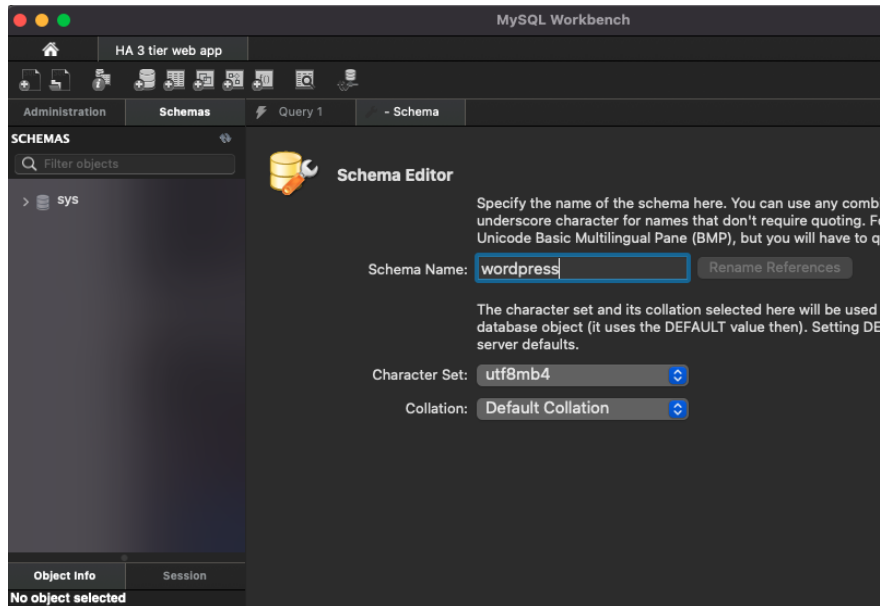 MySQL Workbench
HA 3 tier web app
Administration
Schemas
Query 1
- Schema
SCHEMAS
Filter objects
sys
Schema Editor
Specify the name of the schema here. You can use any comb
underscore character for names that don't require quoting. F
Unicode Basic Multilingual Pane (BMP), but you will have to q
Schema Name:
wordpress
Rename References
The character set and its collation selected here will be used
database object (it uses the DEFAULT value then). Setting DE
server defaults.
Character Set:
utf8mb4
Collation:
Default Collation
Object Info
Session
No object selected